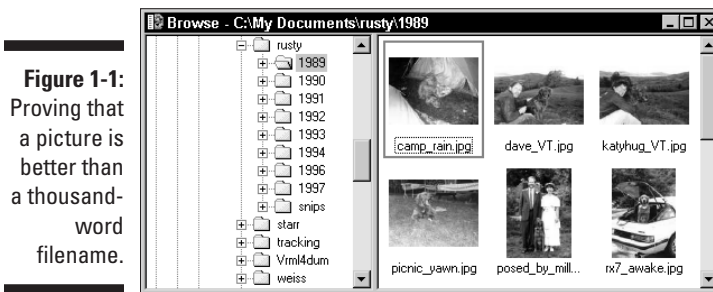 Figure 1-1:
Proving that
a picture is
better than
a thousand-
word
filename.
Browse - C:\My Documents\rusty\1989
rusty
1989
1990
1991
1992
1993
1994
1996
1997
snips
starr
tracking
Vrml4dum
weiss
camp_rain.jpg
dave_VT.jpg
katyhug_VT.jpg
picnic_yawn.jpg
posed_by_mill...
rx7_awake.jpg